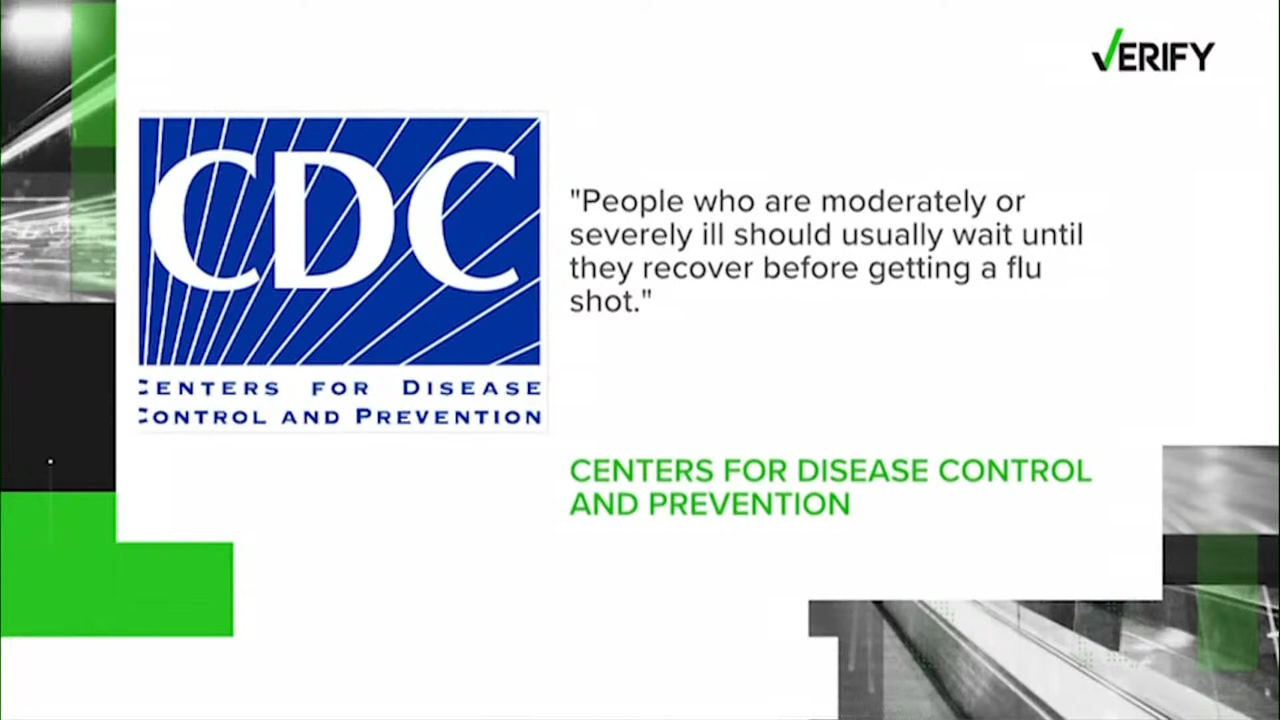 VERIFY
CDC
CENTERS FOR DISEASE
CONTROL AND PREVENTION
"People who are moderately or
severely ill should usually wait until
they recover before getting a flu
shot."
CENTERS FOR DISEASE CONTROL
AND PREVENTION